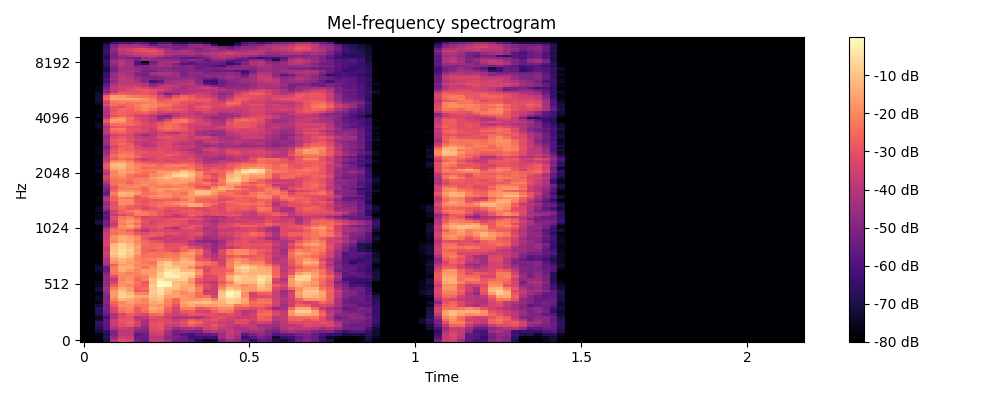 Mel-frequency spectrogram
Hz
8192
4096
2048
1024
512
0
0
0.5
1
1.5
2
Time
-10 dB
-20 dB
-30 dB
-40 dB
-50 dB
-60 dB
-70 dB
-80 dB